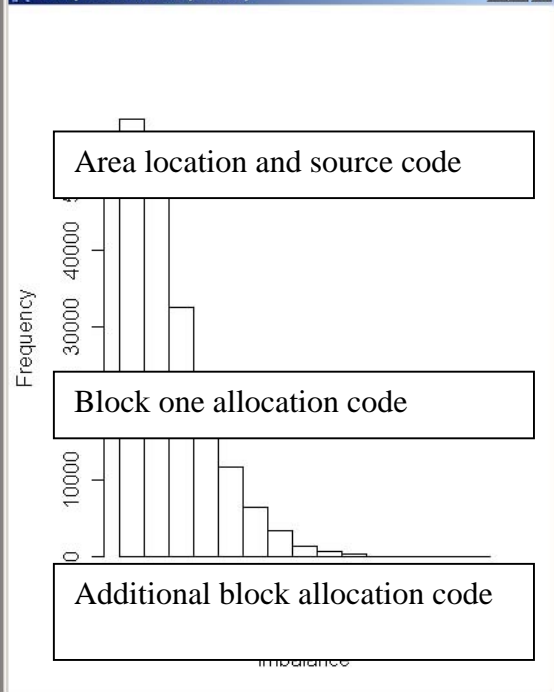 Area location and source code
40000
Frequency
30000
Block one allocation code
10000
0
Additional block allocation code